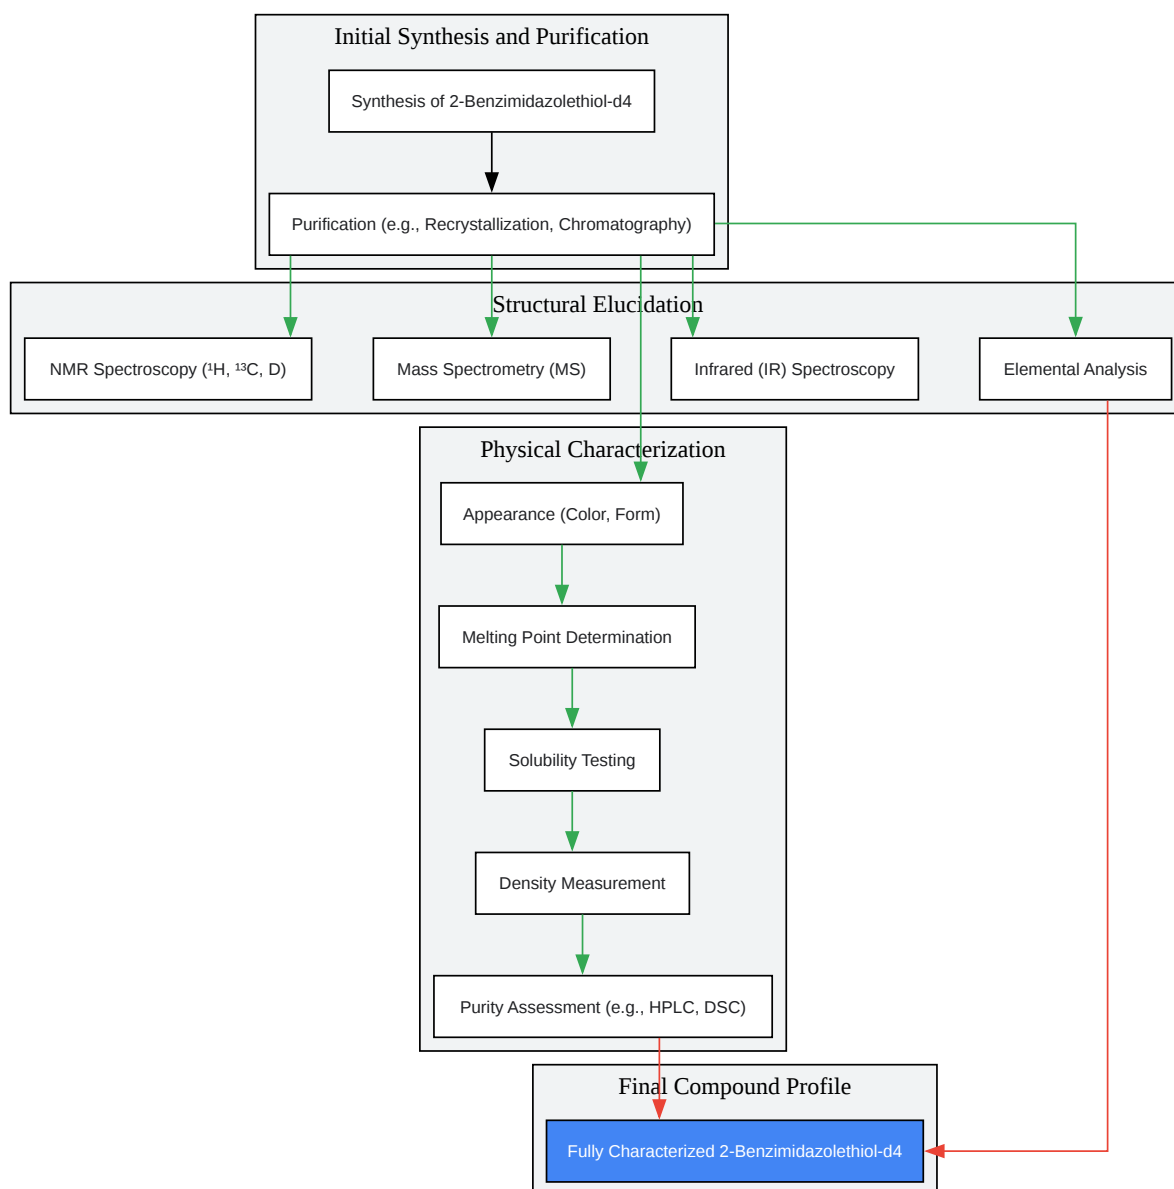 Initial Synthesis and Purification
Synthesis of 2-Benzimidazolethiol-d4
Purification (e.g., Recrystallization, Chromatography)
Structural Elucidation
NMR Spectroscopy (¹H, ¹³C, D)
Mass Spectrometry (MS)
Infrared (IR) Spectroscopy
Elemental Analysis
Physical Characterization
Appearance (Color, Form)
Melting Point Determination
Solubility Testing
Density Measurement
Purity Assessment (e.g., HPLC, DSC)
Final Compound Profile
Fully Characterized 2-Benzimidazolethiol-d4